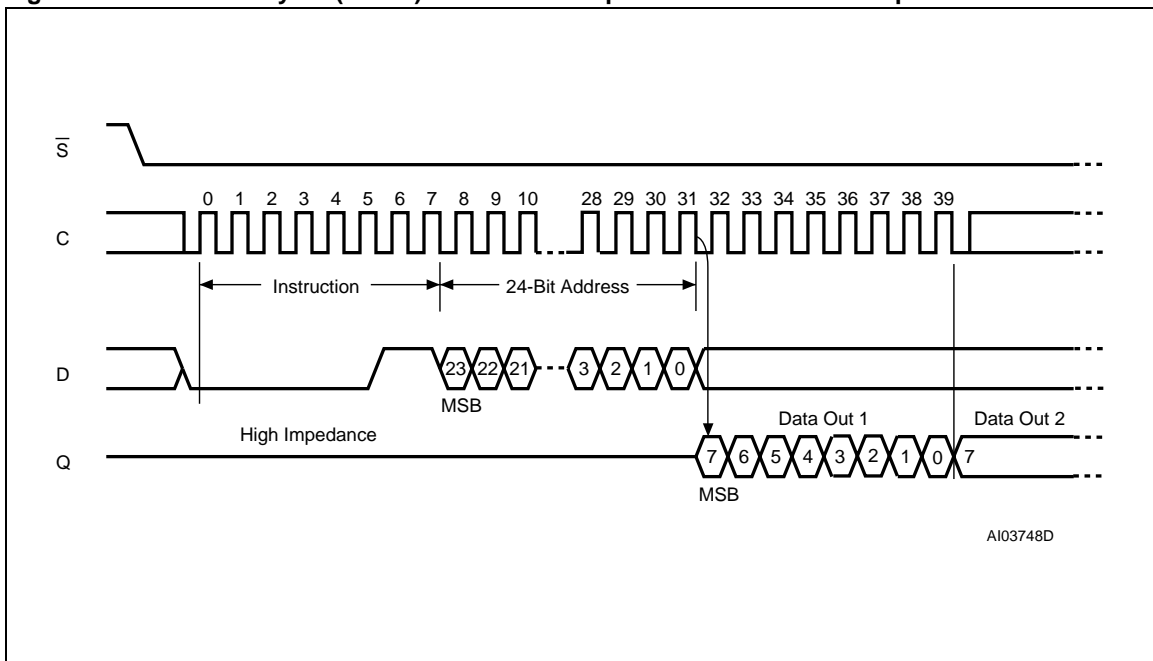 S
0 1 2 3 4 5 6 7 8 9 10 28 29 30 31 32 33 34 35 36 37 38 39
C
Instruction 24-Bit Address
D
23 22 21 3 2 1 0
MSB
High Impedance Data Out 1 Data Out 2
Q
7 6 5 4 3 2 1 0 7
MSB
AI03748D